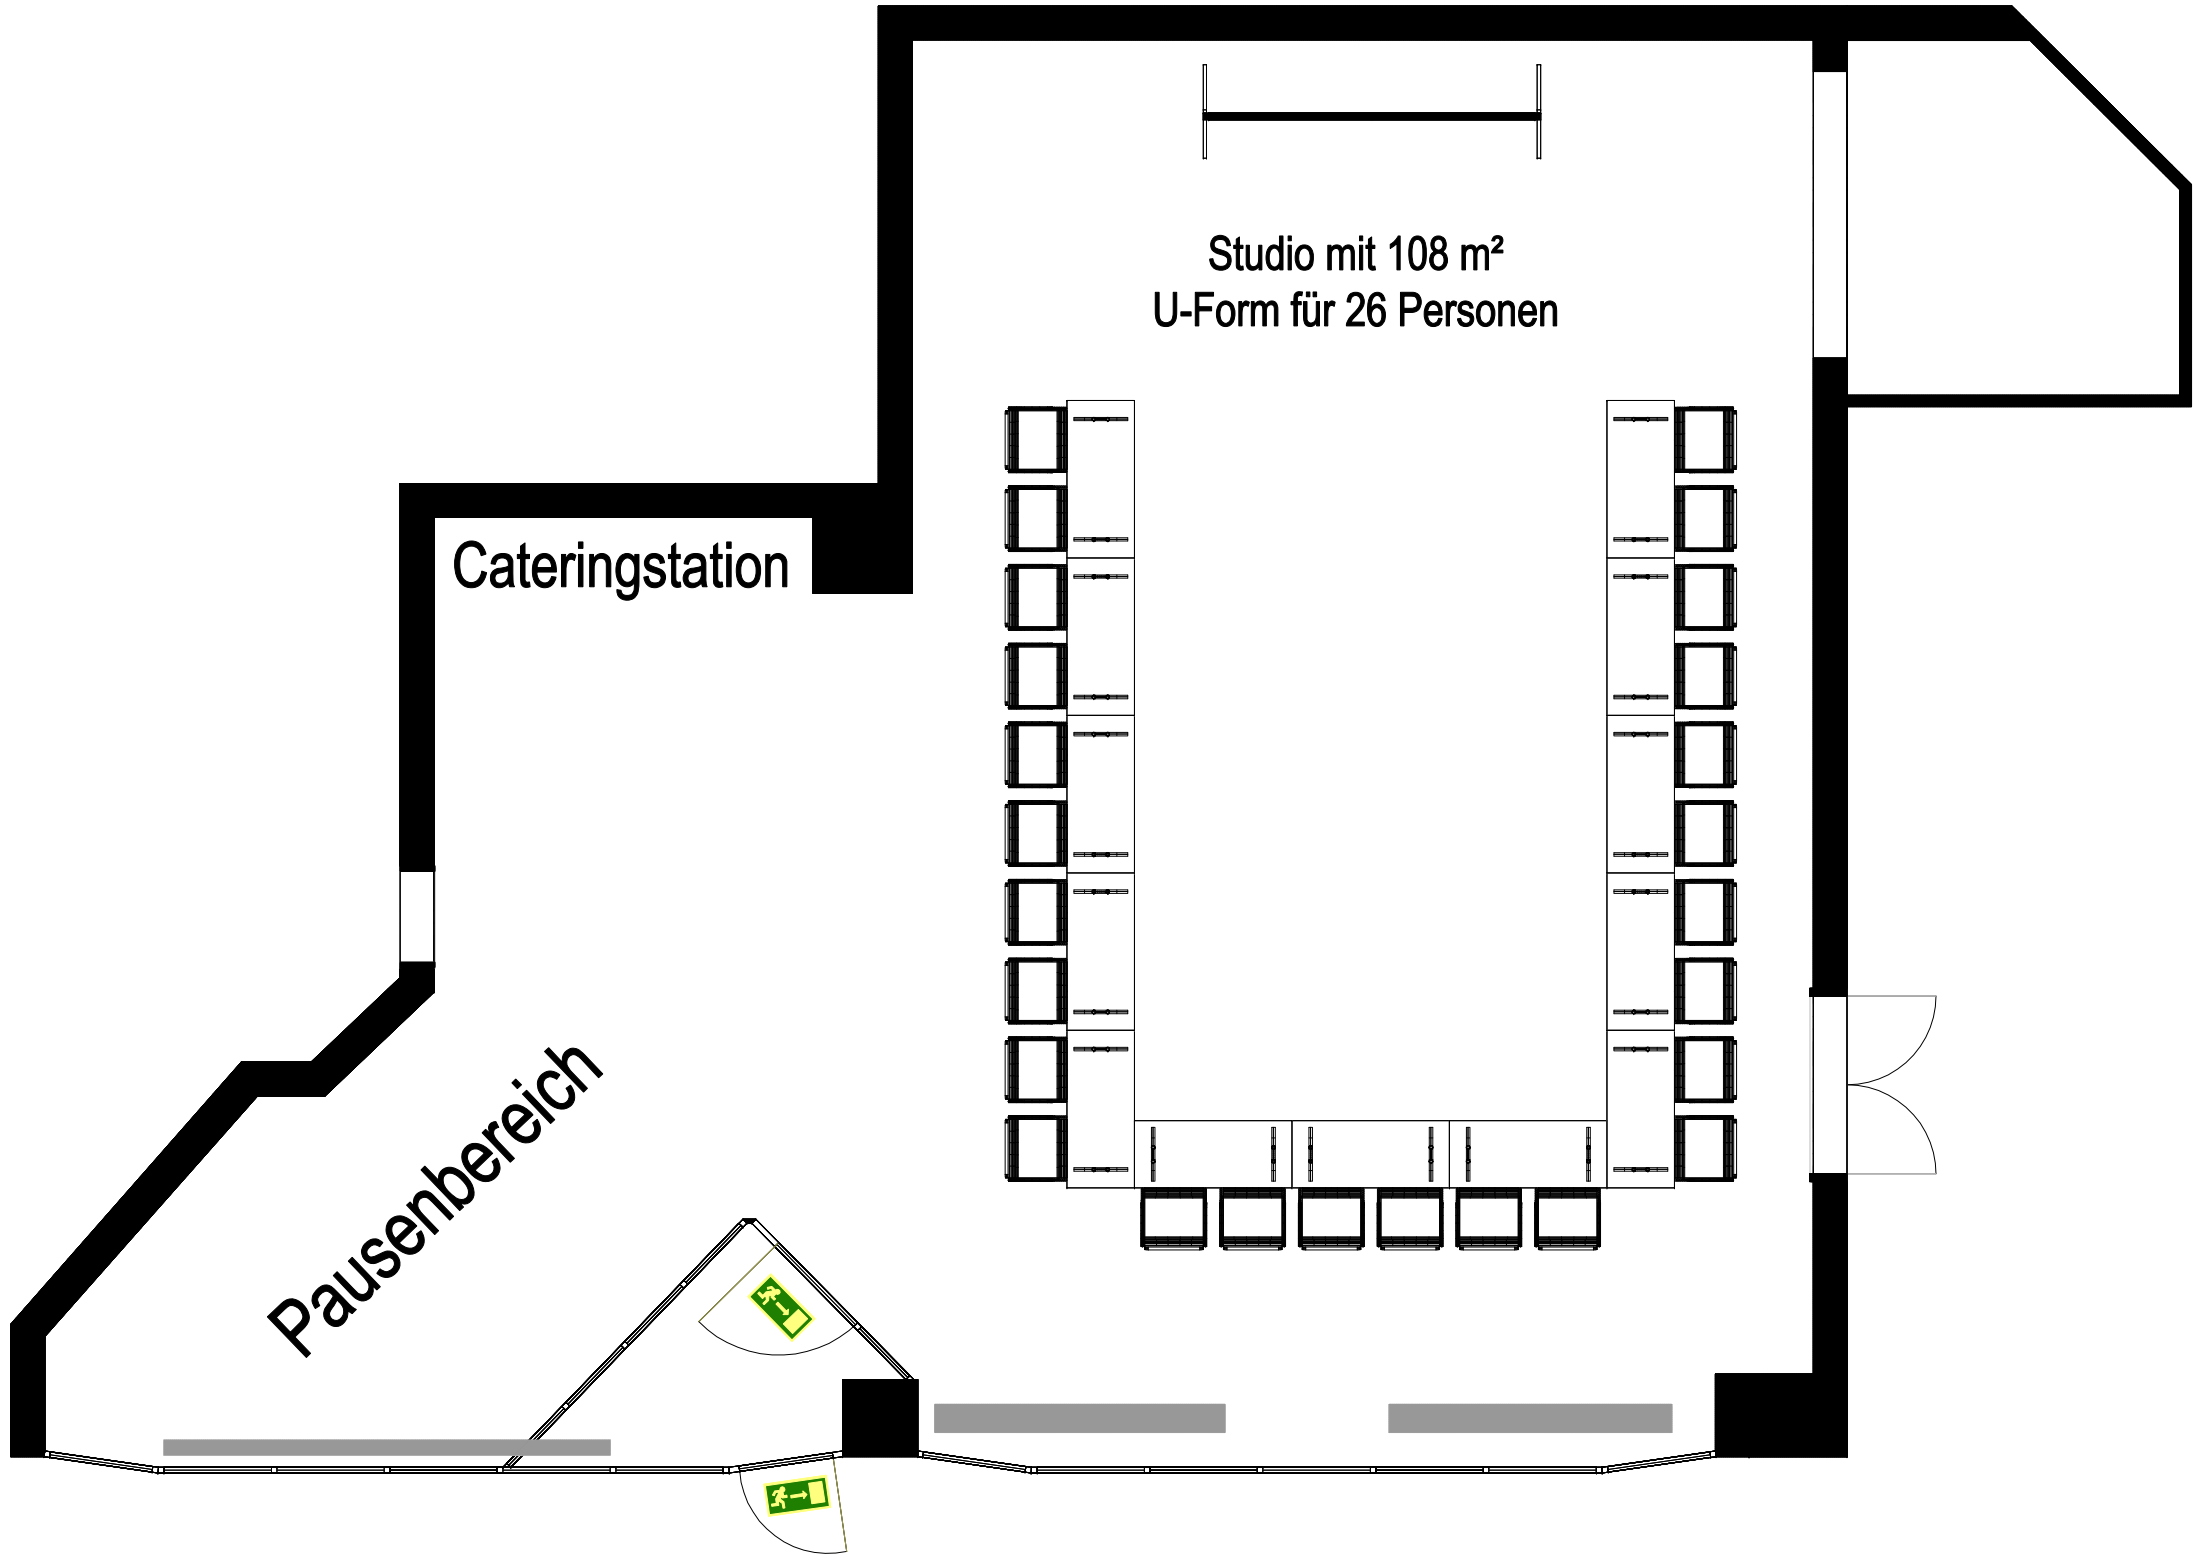 Studio mit 108 m²
U-Form für 26 Personen
Cateringstation
Pausenbereich